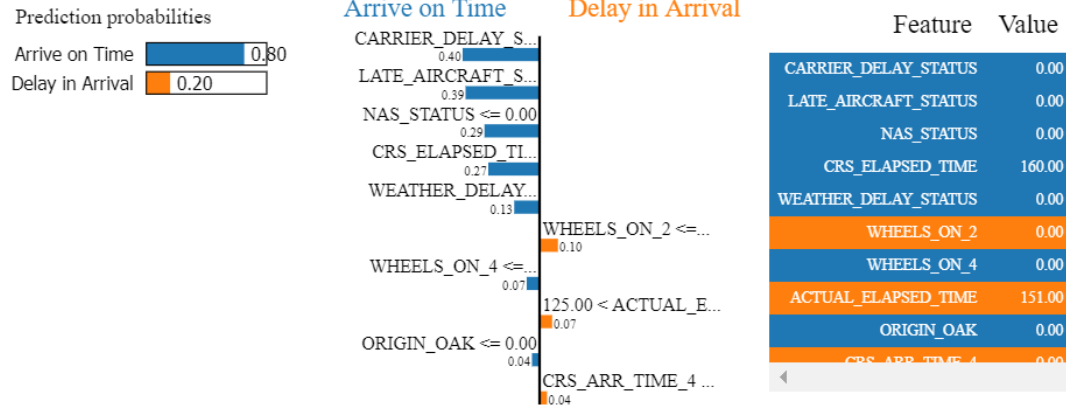 Prediction probabilities
Arrive on Time 0.80
Delay in Arrival 0.20
Arrive on Time Delay in Arrival
CARRIER_DELAY_S...
0.40
LATE_AIRCRAFT_S...
0.39
NAS_STATUS <= 0.00
0.29
CRS_ELAPSED_TI...
0.27
WEATHER_DELAY...
0.13
WHEELS_ON_2 <=...
0.10
WHEELS_ON_4 <=...
0.07
125.00 < ACTUAL_E...
0.07
ORIGIN_OAK <= 0.00
0.04
CRS_ARR_TIME_4 ...
0.04
Feature Value
CARRIER_DELAY_STATUS 0.00
LATE_AIRCRAFT_STATUS 0.00
NAS_STATUS 0.00
CRS_ELAPSED_TIME 160.00
WEATHER_DELAY_STATUS 0.00
WHEELS_ON_2 0.00
WHEELS_ON_4 0.00
ACTUAL_ELAPSED_TIME 151.00
ORIGIN_OAK 0.00
CRS_ARR_TIME_4 0.00